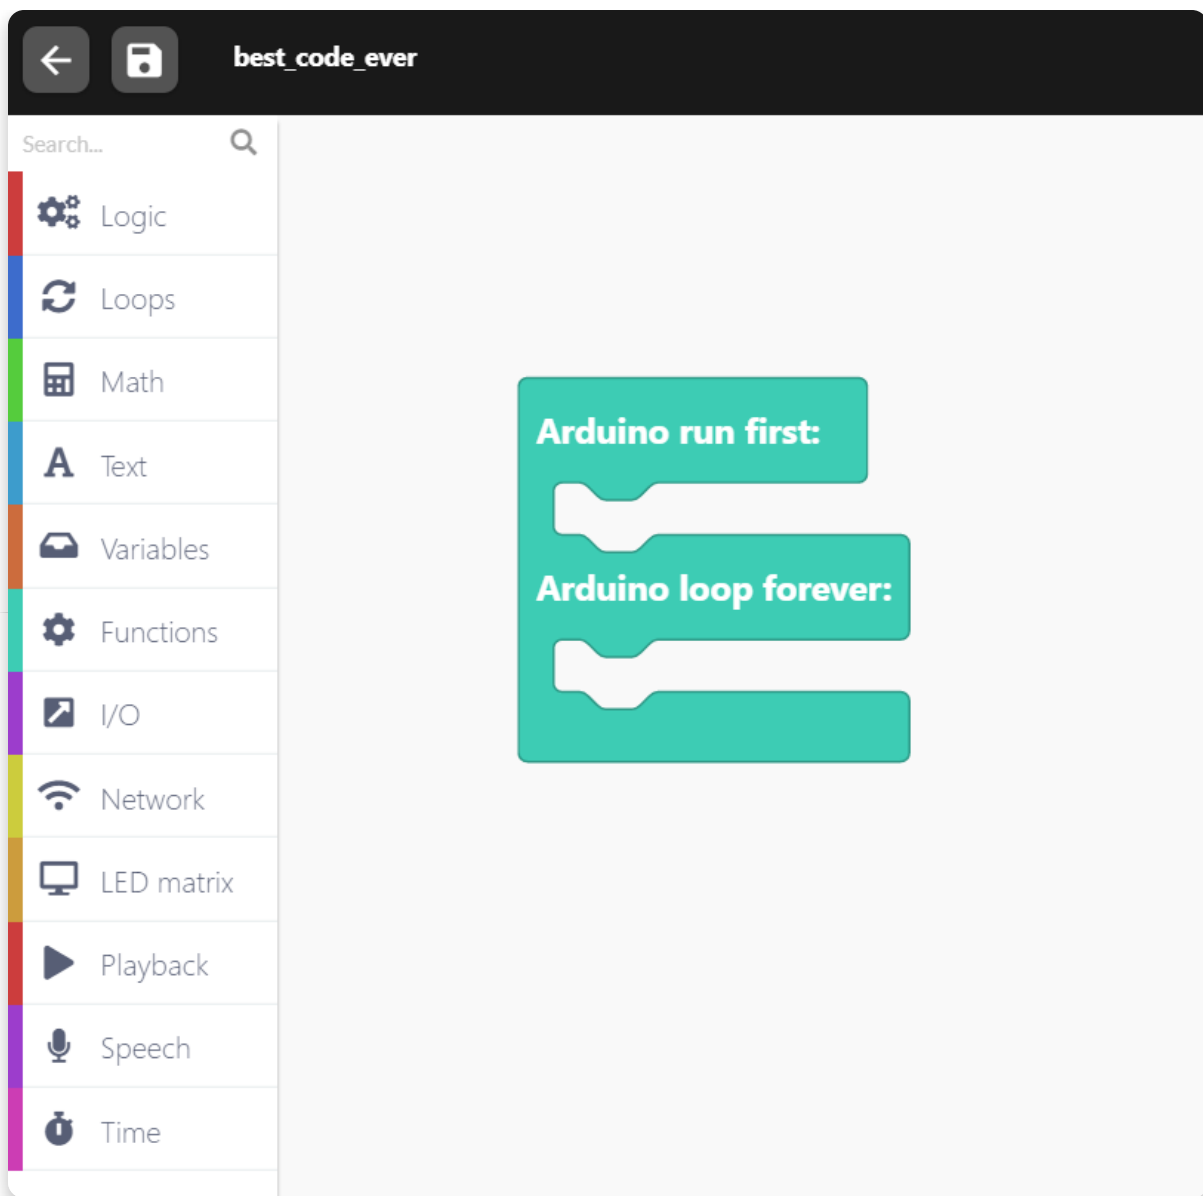 best_code_ever
Search...
Logic
Loops
Math
Text
Variables
Functions
I/O
Network
LED matrix
Playback
Speech
Time
Arduino run first:
Arduino loop forever: